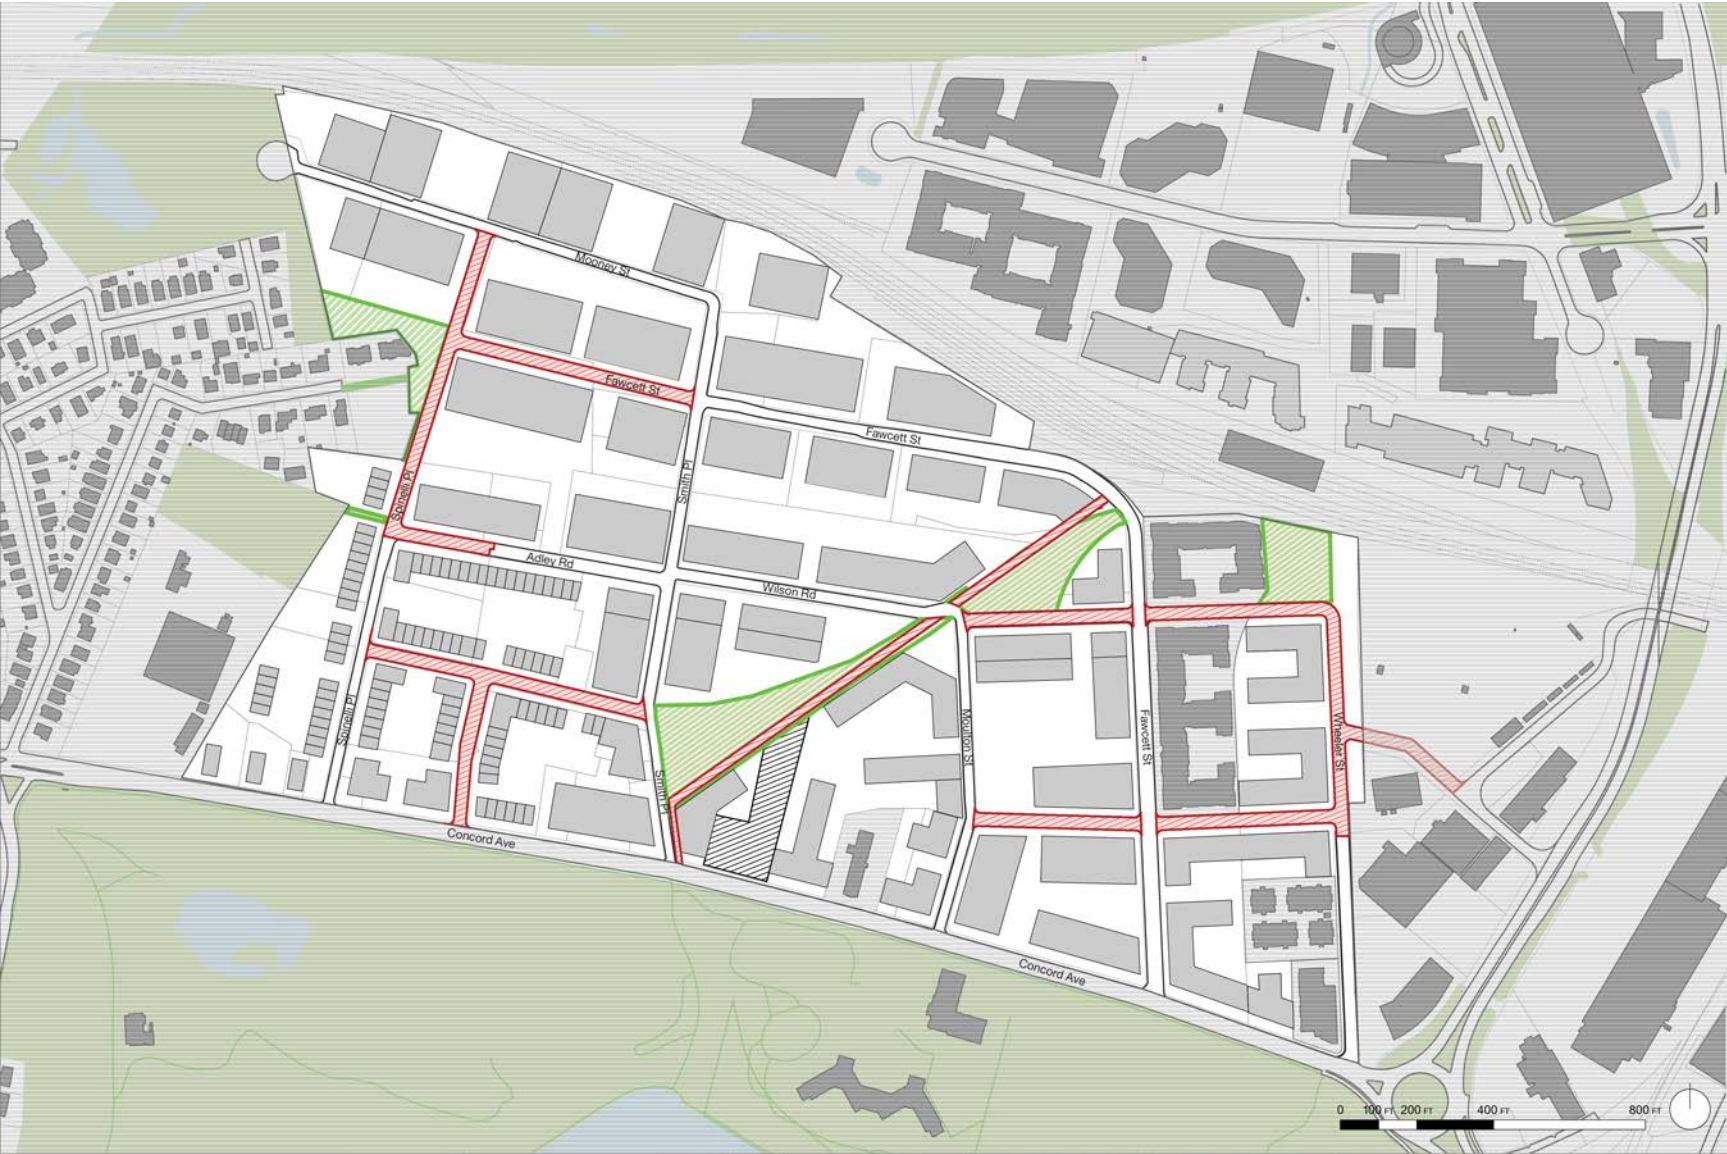 Mooney St
Fawcett St
Fawcett St
Smith Pl
Spinelli Pl
Adley Rd
Wilson Rd
Spinelli Pl
Moulton St
Fawcett St
Wheeler St
Smith Pl
Concord Ave
Concord Ave
0 100 FT 200 FT 400 FT 800 FT